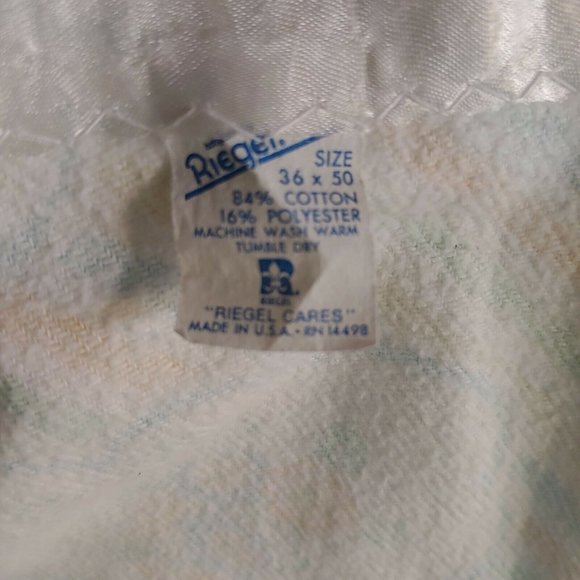 Riegel.
SIZE
36 x 50
84% COTTON
16% POLYESTER
MACHINE WASH WARM
TUMBLE DRY
R
"RIEGEL CARES"
MADE IN U.S.A. • RN 14498